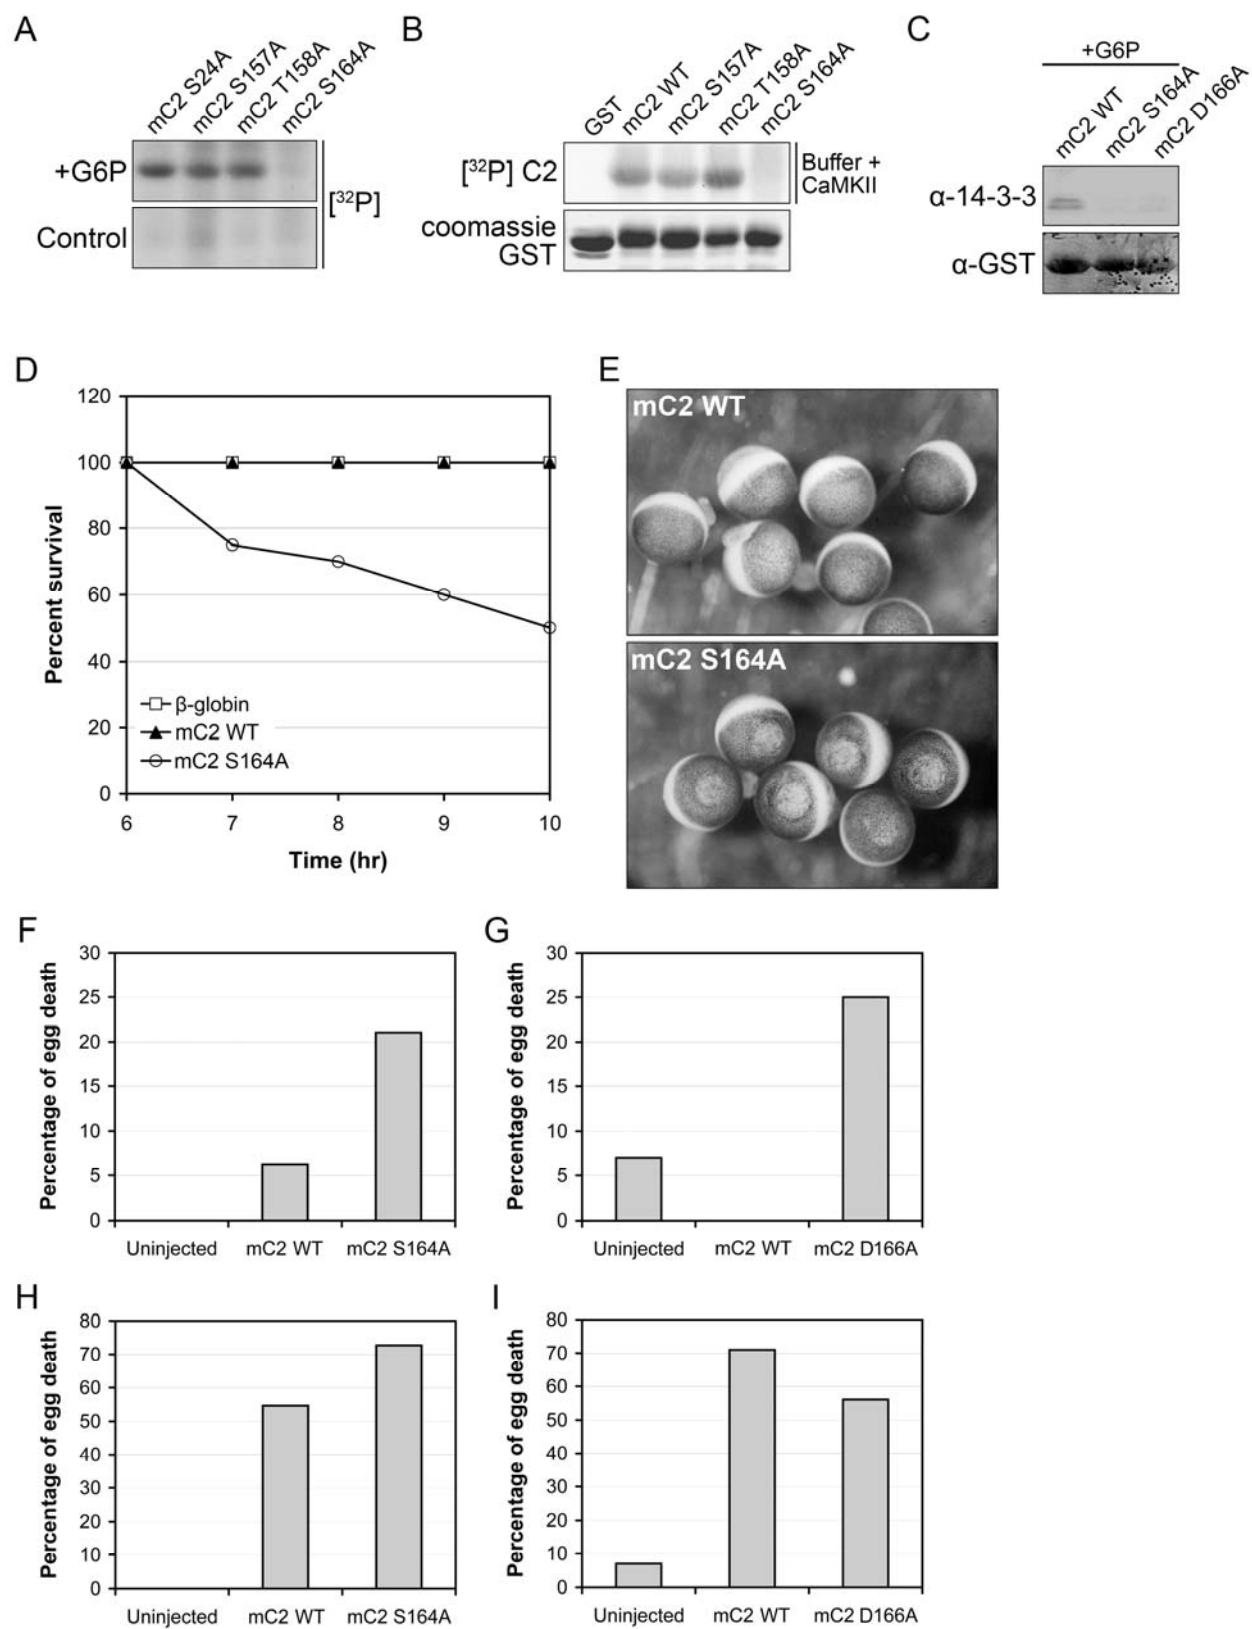 A
mC2 S24A
mC2 S157A
mC2 T158A
mC2 S164A
+G6P
Control
[32P]
B
GST
mC2 WT
mC2 S157A
mC2 T158A
mC2 S164A
[32P] C2
Buffer +
CaMKII
coomassie
GST
C
+G6P
mC2 WT
mC2 S164A
mC2 D166A
α-14-3-3
α-GST
D
120
100
80
60
40
20
0
Percent survival
β-globin
mC2 WT
mC2 S164A
6 7 8 9 10
Time (hr)
E
mC2 WT
mC2 S164A
F
30
25
20
15
10
5
0
Percentage of egg death
Uninjected mC2 WT mC2 S164A
G
30
25
20
15
10
5
0
Percentage of egg death
Uninjected mC2 WT mC2 D166A
H
80
70
60
50
40
30
20
10
0
Percentage of egg death
Uninjected mC2 WT mC2 S164A
I
80
70
60
50
40
30
20
10
0
Percentage of egg death
Uninjected mC2 WT mC2 D166A